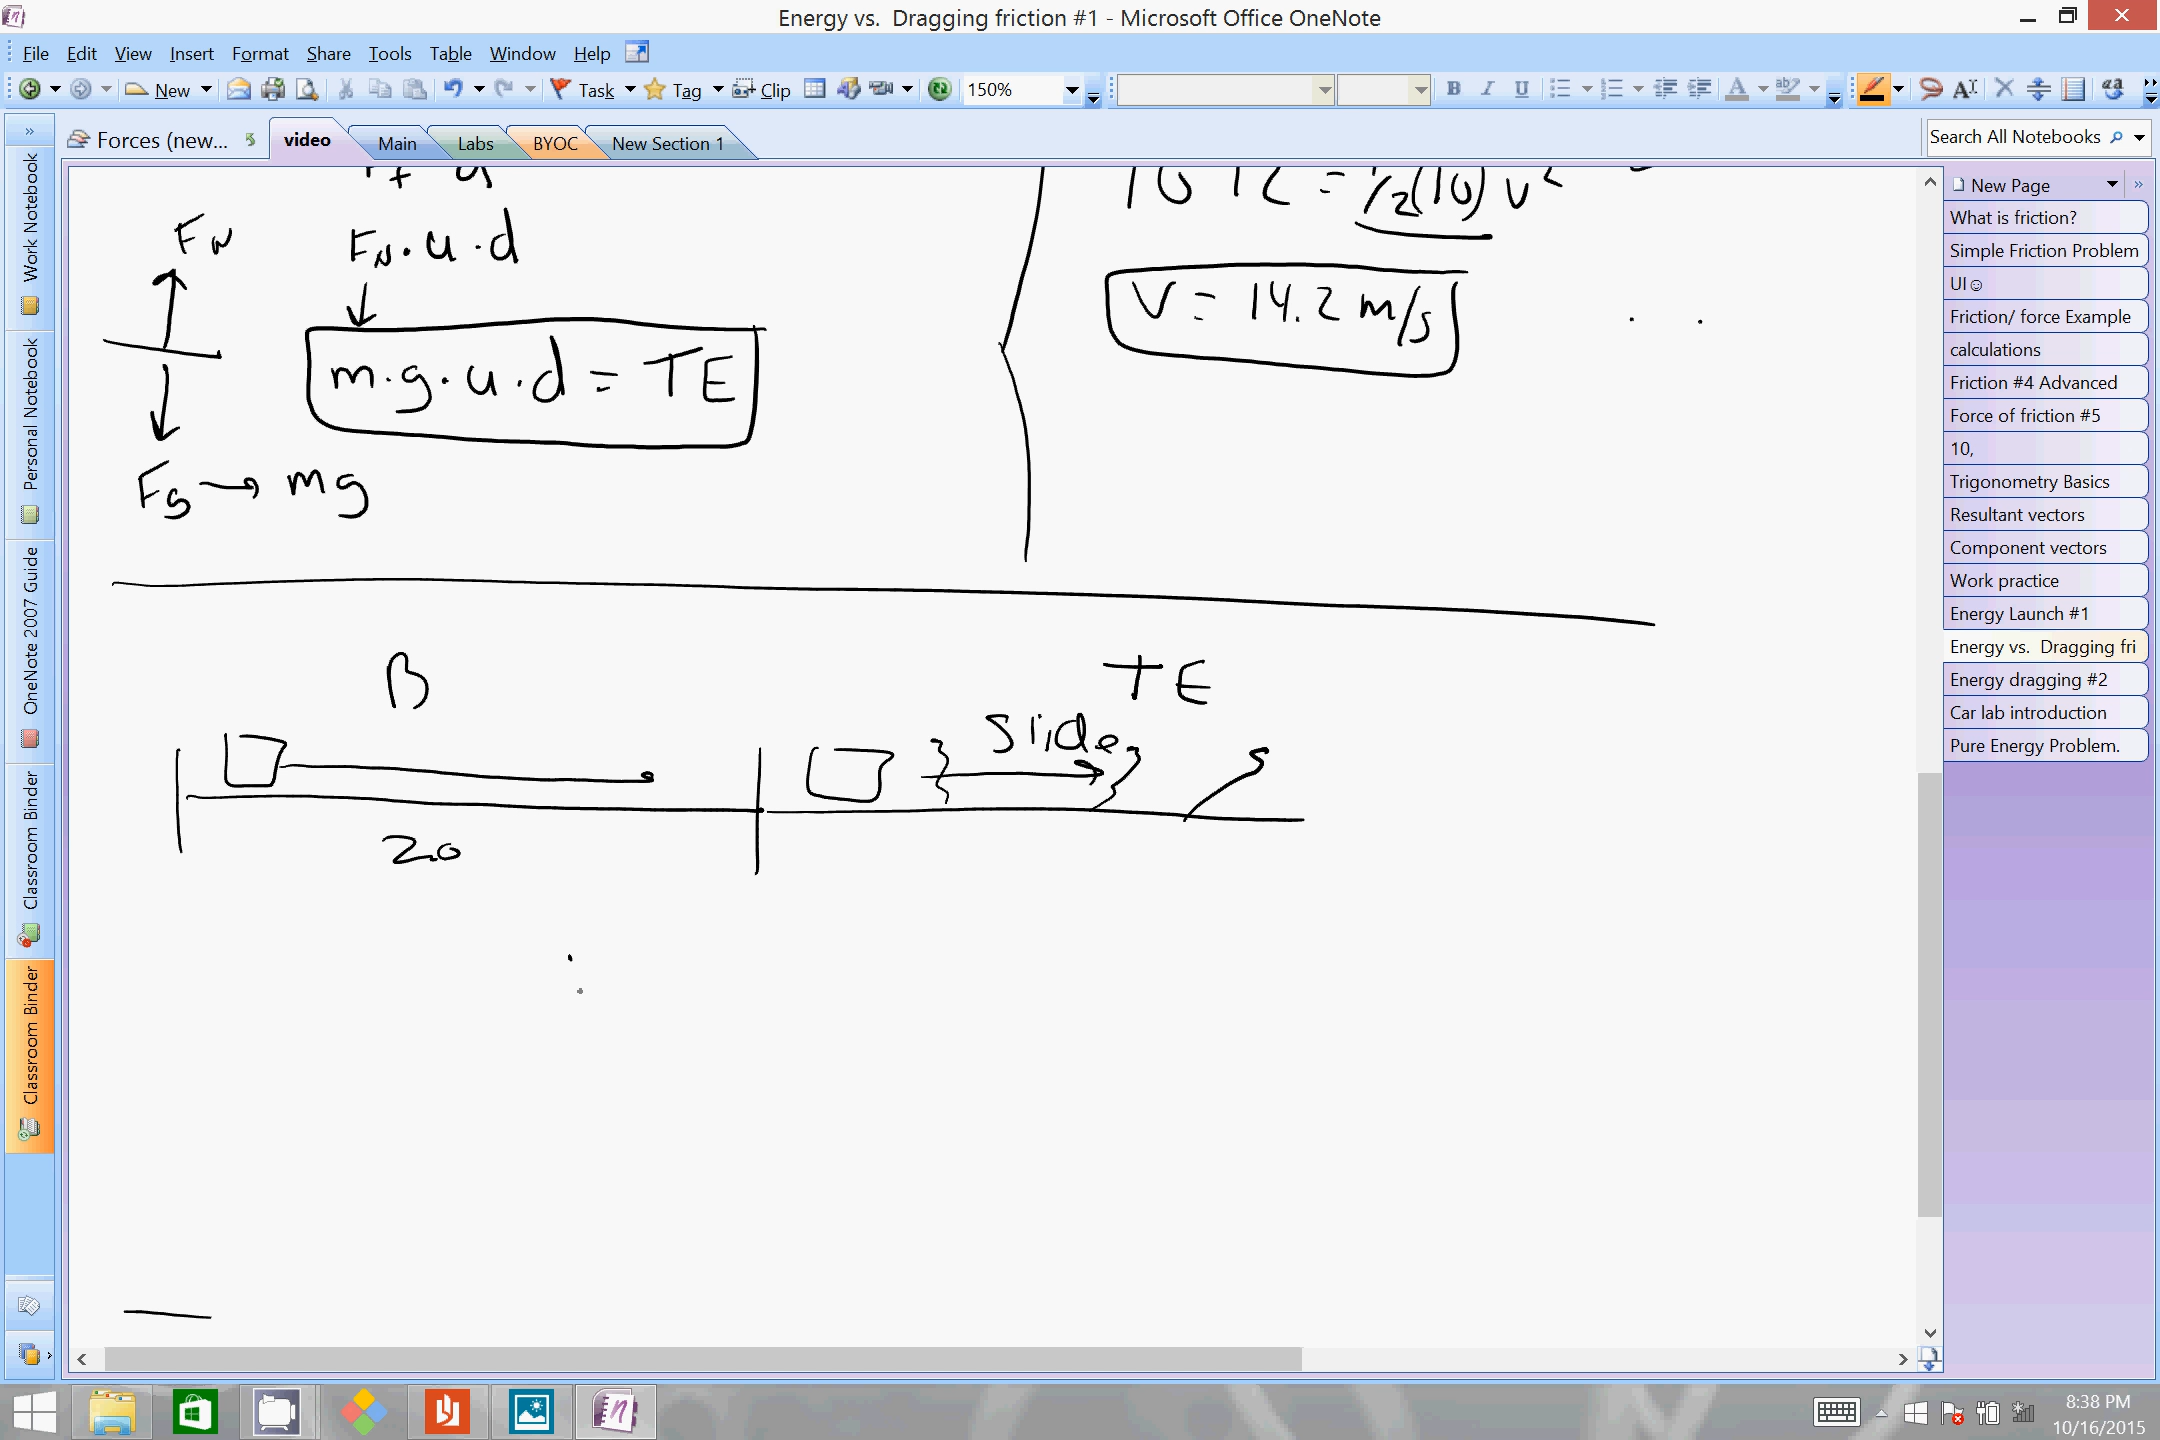 Energy vs. Dragging friction #1 - Microsoft Office OneNote
File Edit View Insert Format Share Tools Table Window Help
New Task Tag Clip 150% B I U
Forces (new... video Main Labs BYOC New Section 1
Search All Notebooks
Work Notebook
Personal Notebook
OneNote 2007 Guide
Classroom Binder
Classroom Binder
FN
FN · u · d
m · g · u · d = TE
Fg → mg
= 1/2(10) v²
V = 14.2 m/s
B
TE
Slide
20
New Page
What is friction?
Simple Friction Problem
UI☺
Friction/ force Example
calculations
Friction #4 Advanced
Force of friction #5
10,
Trigonometry Basics
Resultant vectors
Component vectors
Work practice
Energy Launch #1
Energy vs. Dragging fri
Energy dragging #2
Car lab introduction
Pure Energy Problem.
8:38 PM
10/16/2015